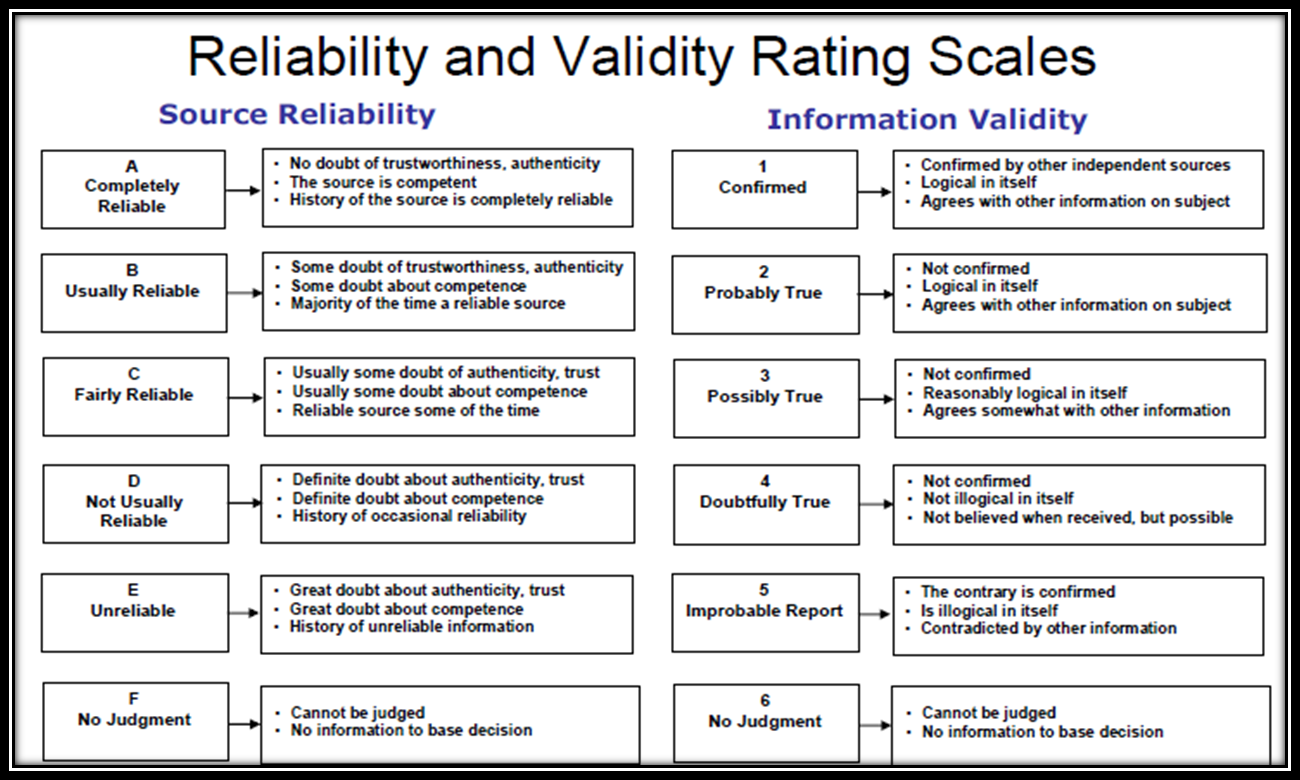 Reliability and Validity Rating Scales
Source Reliability
A
Completely
Reliable
• No doubt of trustworthiness, authenticity
• The source is competent
• History of the source is completely reliable
B
Usually Reliable
• Some doubt of trustworthiness, authenticity
• Some doubt about competence
• Majority of the time a reliable source
C
Fairly Reliable
• Usually some doubt of authenticity, trust
• Usually some doubt about competence
• Reliable source some of the time
D
Not Usually
Reliable
• Definite doubt about authenticity, trust
• Definite doubt about competence
• History of occasional reliability
E
Unreliable
• Great doubt about authenticity, trust
• Great doubt about competence
• History of unreliable information
F
No Judgment
• Cannot be judged
• No information to base decision
Information Validity
1
Confirmed
• Confirmed by other independent sources
• Logical in itself
• Agrees with other information on subject
2
Probably True
• Not confirmed
• Logical in itself
• Agrees with other information on subject
3
Possibly True
• Not confirmed
• Reasonably logical in itself
• Agrees somewhat with other information
4
Doubtfully True
• Not confirmed
• Not illogical in itself
• Not believed when received, but possible
5
Improbable Report
• The contrary is confirmed
• Is illogical in itself
• Contradicted by other information
6
No Judgment
• Cannot be judged
• No information to base decision